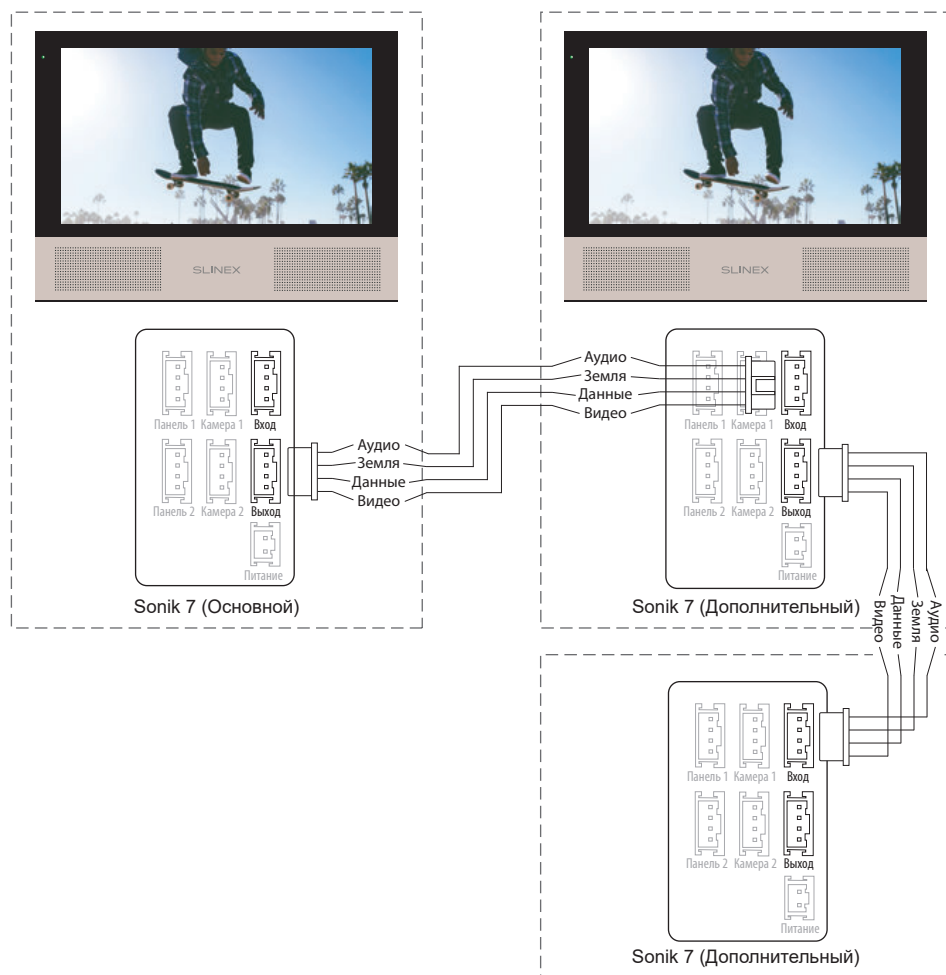 SLINEX
Панель 1 Камера 1 Вход
Панель 2 Камера 2 Выход
Питание
Sonik 7 (Основной)
Аудио
Земля
Данные
Видео
SLINEX
Аудио
Земля
Данные
Видео
Панель 1 Камера 1 Вход
Панель 2 Камера 2 Выход
Питание
Sonik 7 (Дополнительный)
Видео
Данные
Земля
Аудио
Панель 1 Камера 1 Вход
Панель 2 Камера 2 Выход
Питание
Sonik 7 (Дополнительный)